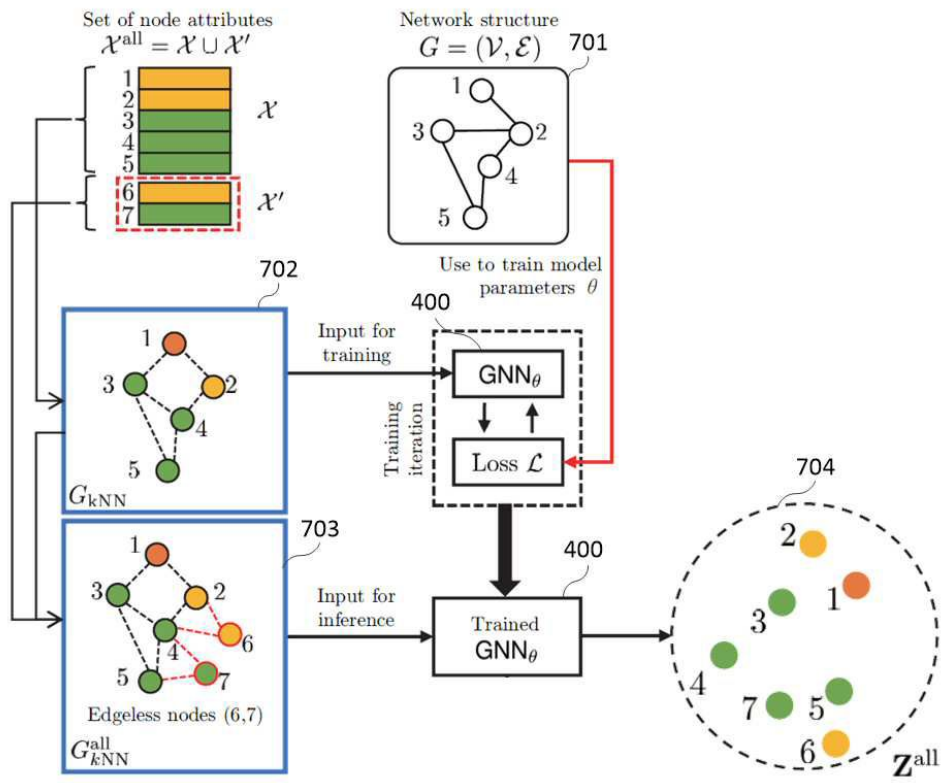 Set of node attributes
𝒳^all = 𝒳 ∪ 𝒳′
1
2
3
4
5
𝒳
6
7
𝒳′
Network structure
G = (𝒱, ℰ)
701
1
3
2
4
5
Use to train model
parameters θ
702
1
3
2
4
5
G_kNN
Input for
training
400
GNN_θ
Training
iteration
Loss ℒ
703
1
3
2
4
6
5
7
Edgeless nodes (6,7)
G^all_kNN
Input for
inference
400
Trained
GNN_θ
704
2
1
3
4
7
5
6
𝐙^all